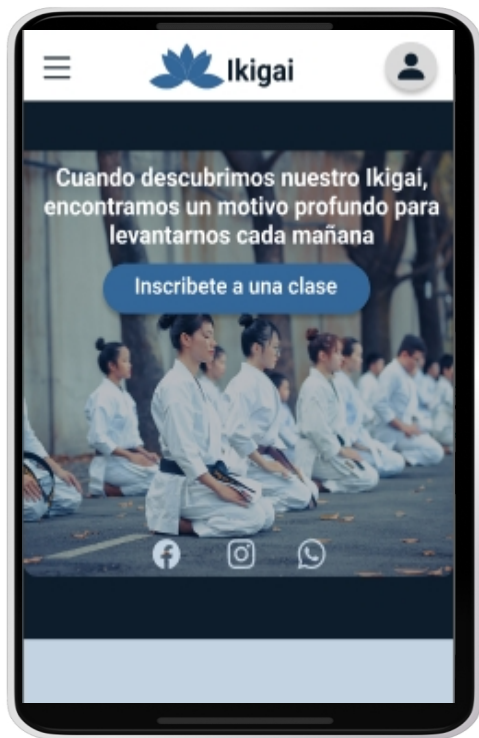 Ikigai
Cuando descubrimos nuestro Ikigai,
encontramos un motivo profundo para
levantarnos cada mañana
Inscribete a una clase